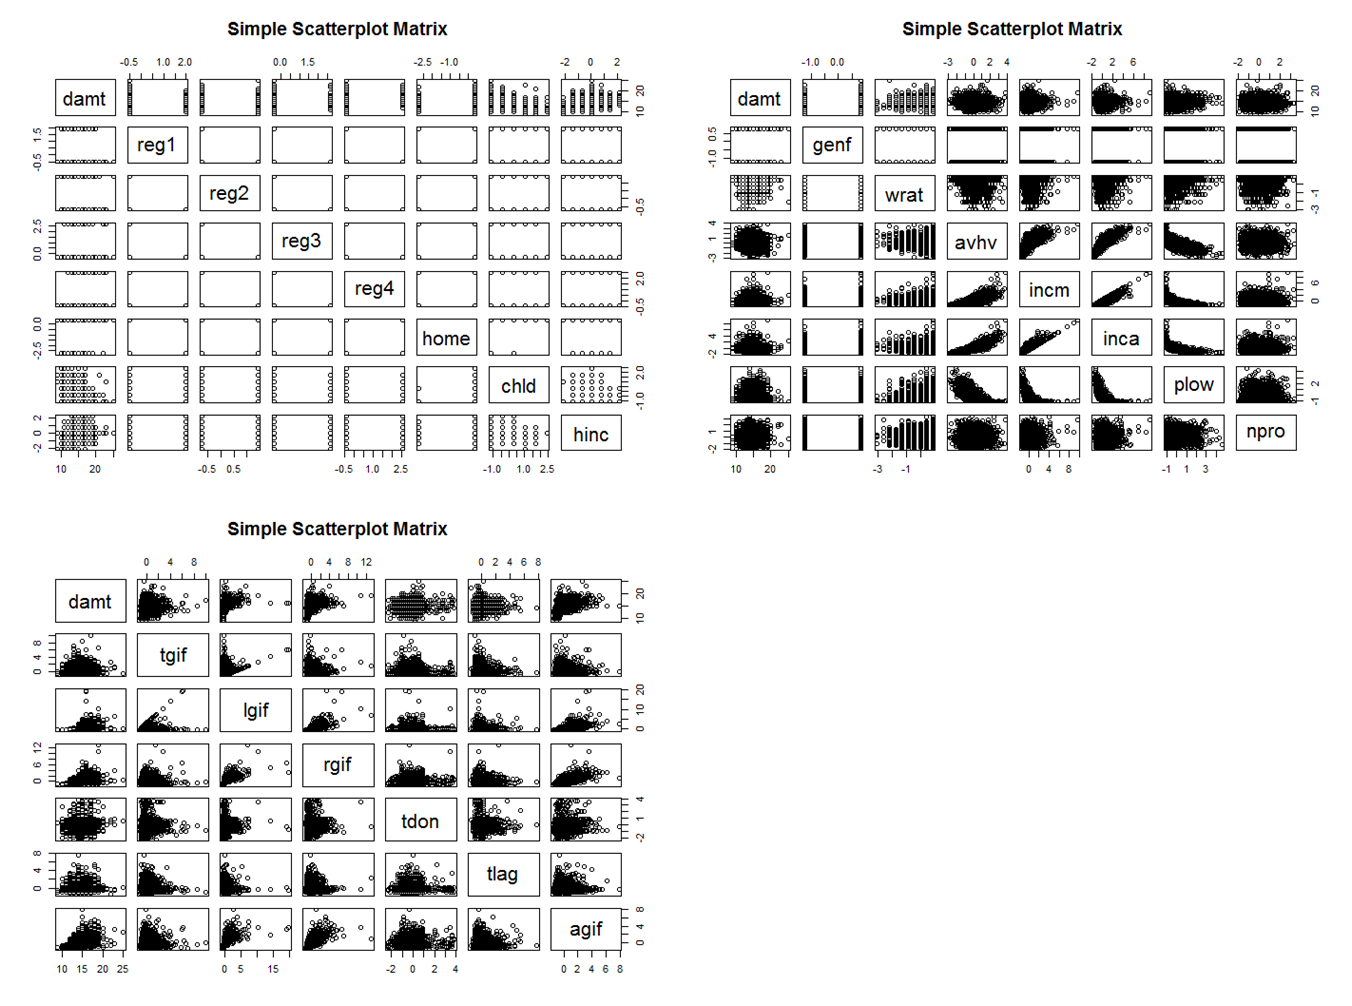 Simple Scatterplot Matrix
-0.5 1.0 2.0 0.0 1.5 -2.5 -1.0 -2 0 1 2
damt 10 20
1.5 -0.5 reg1
reg2 -0.5
2.5 0.0 reg3
reg4 2.0 -0.5
0.0 -2.5 home
chld 2.0 -1.0
2 0 -2 hinc
10 20 -0.5 0.5 -0.5 1.0 2.5 -1.0 1.0 2.5
Simple Scatterplot Matrix
-1.0 0.0 -3 0 2 4 -2 2 6 -2 0 2
damt 10 20
0.5 -1.0 genf
wrat -1 -3
4 1 -3 avhv
incm 6 0
4 -2 inca
plow 2 -1
1 -2 npro
10 20 -3 -1 0 4 8 -1 1 3
Simple Scatterplot Matrix
0 4 8 0 4 8 12 0 2 4 6 8
damt 10 20
8 4 0 tgif
lgif 20 10 0
12 6 0 rgif
tdon 4 1 -2
8 4 0 tlag
agif 8 4 0
10 15 20 25 0 5 15 -2 0 2 4 0 2 4 6 8